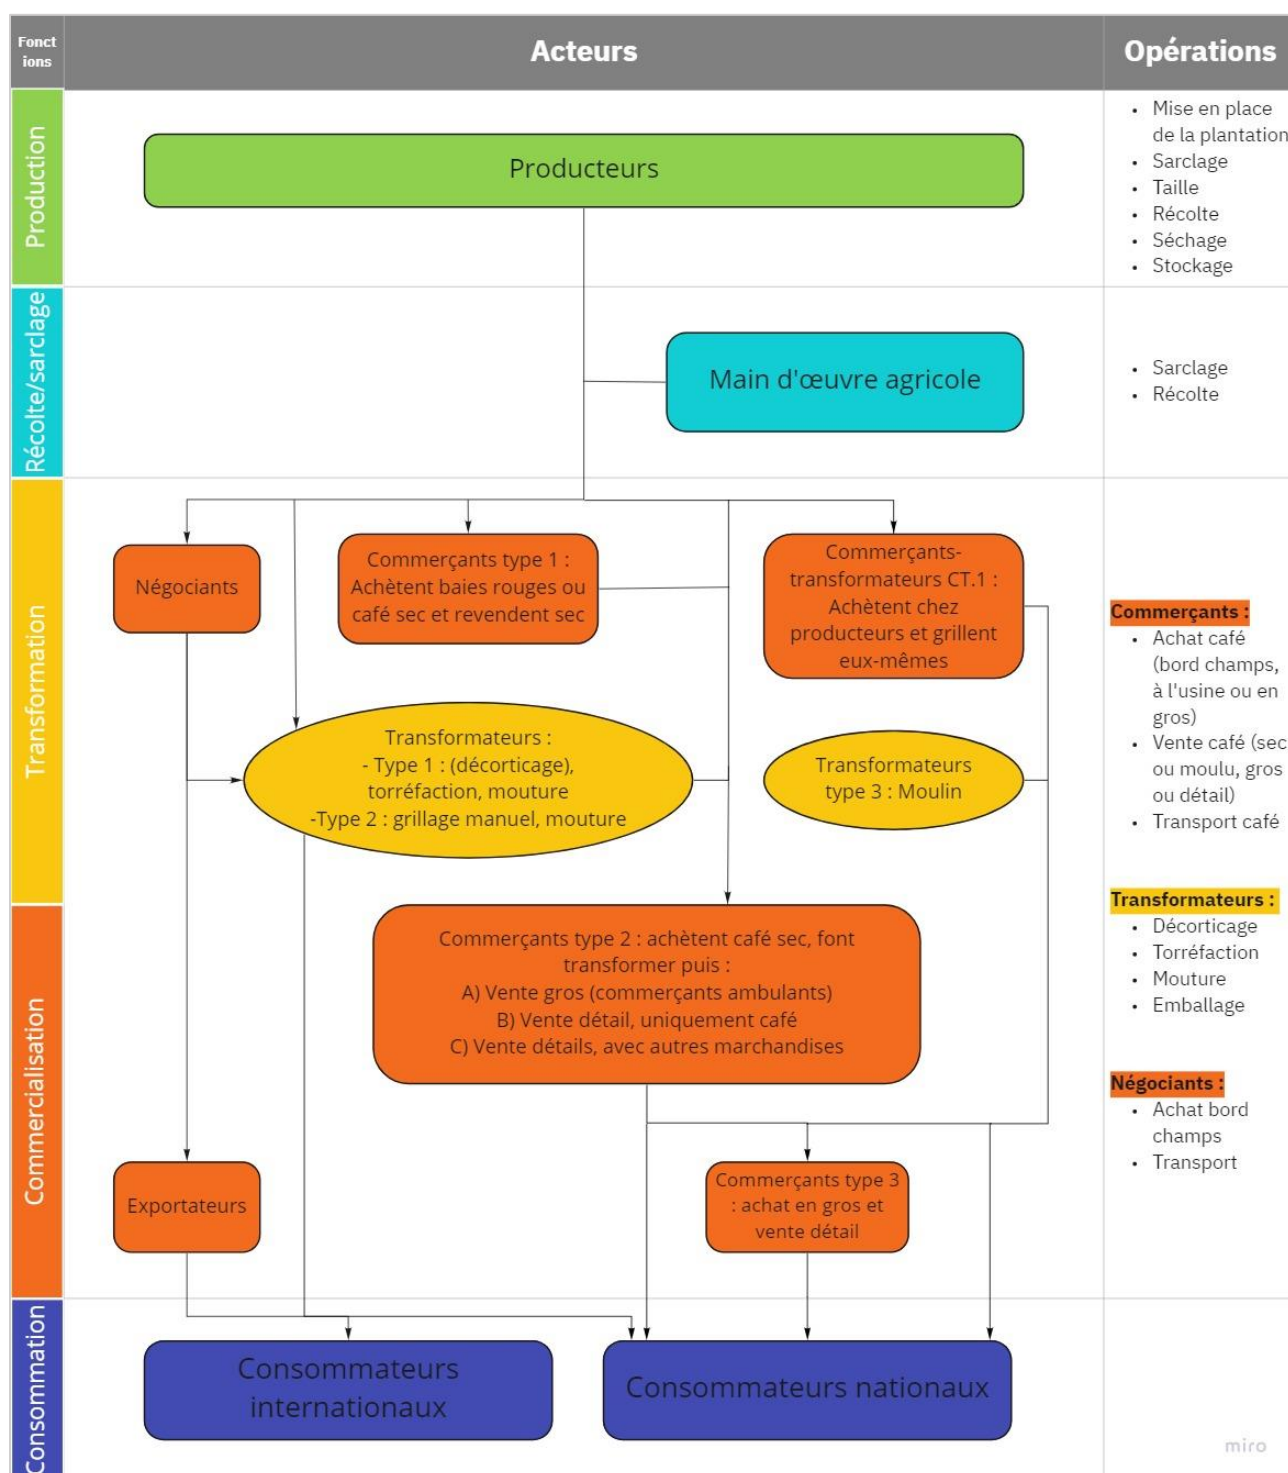 Fonct
ions
Acteurs
Opérations
Production
Producteurs
• Mise en place
de la plantation
• Sarclage
• Taille
• Récolte
• Séchage
• Stockage
Récolte/sarclage
Main d'œuvre agricole
• Sarclage
• Récolte
Transformation
Négociants
Commerçants type 1 :
Achètent baies rouges ou
café sec et revendent sec
Commerçants-
transformateurs CT.1 :
Achètent chez
producteurs et grillent
eux-mêmes
Transformateurs :
- Type 1 : (décorticage),
torréfaction, mouture
-Type 2 : grillage manuel, mouture
Transformateurs
type 3 : Moulin
Commerçants :
• Achat café
(bord champs,
à l'usine ou en
gros)
• Vente café (sec
ou moulu, gros
ou détail)
• Transport café
Transformateurs :
• Décorticage
• Torréfaction
• Mouture
• Emballage
Négociants :
• Achat bord
champs
• Transport
Commercialisation
Commerçants type 2 : achètent café sec, font
transformer puis :
A) Vente gros (commerçants ambulants)
B) Vente détail, uniquement café
C) Vente détails, avec autres marchandises
Exportateurs
Commerçants type 3
: achat en gros et
vente détail
Consommation
Consommateurs
internationaux
Consommateurs nationaux
miro